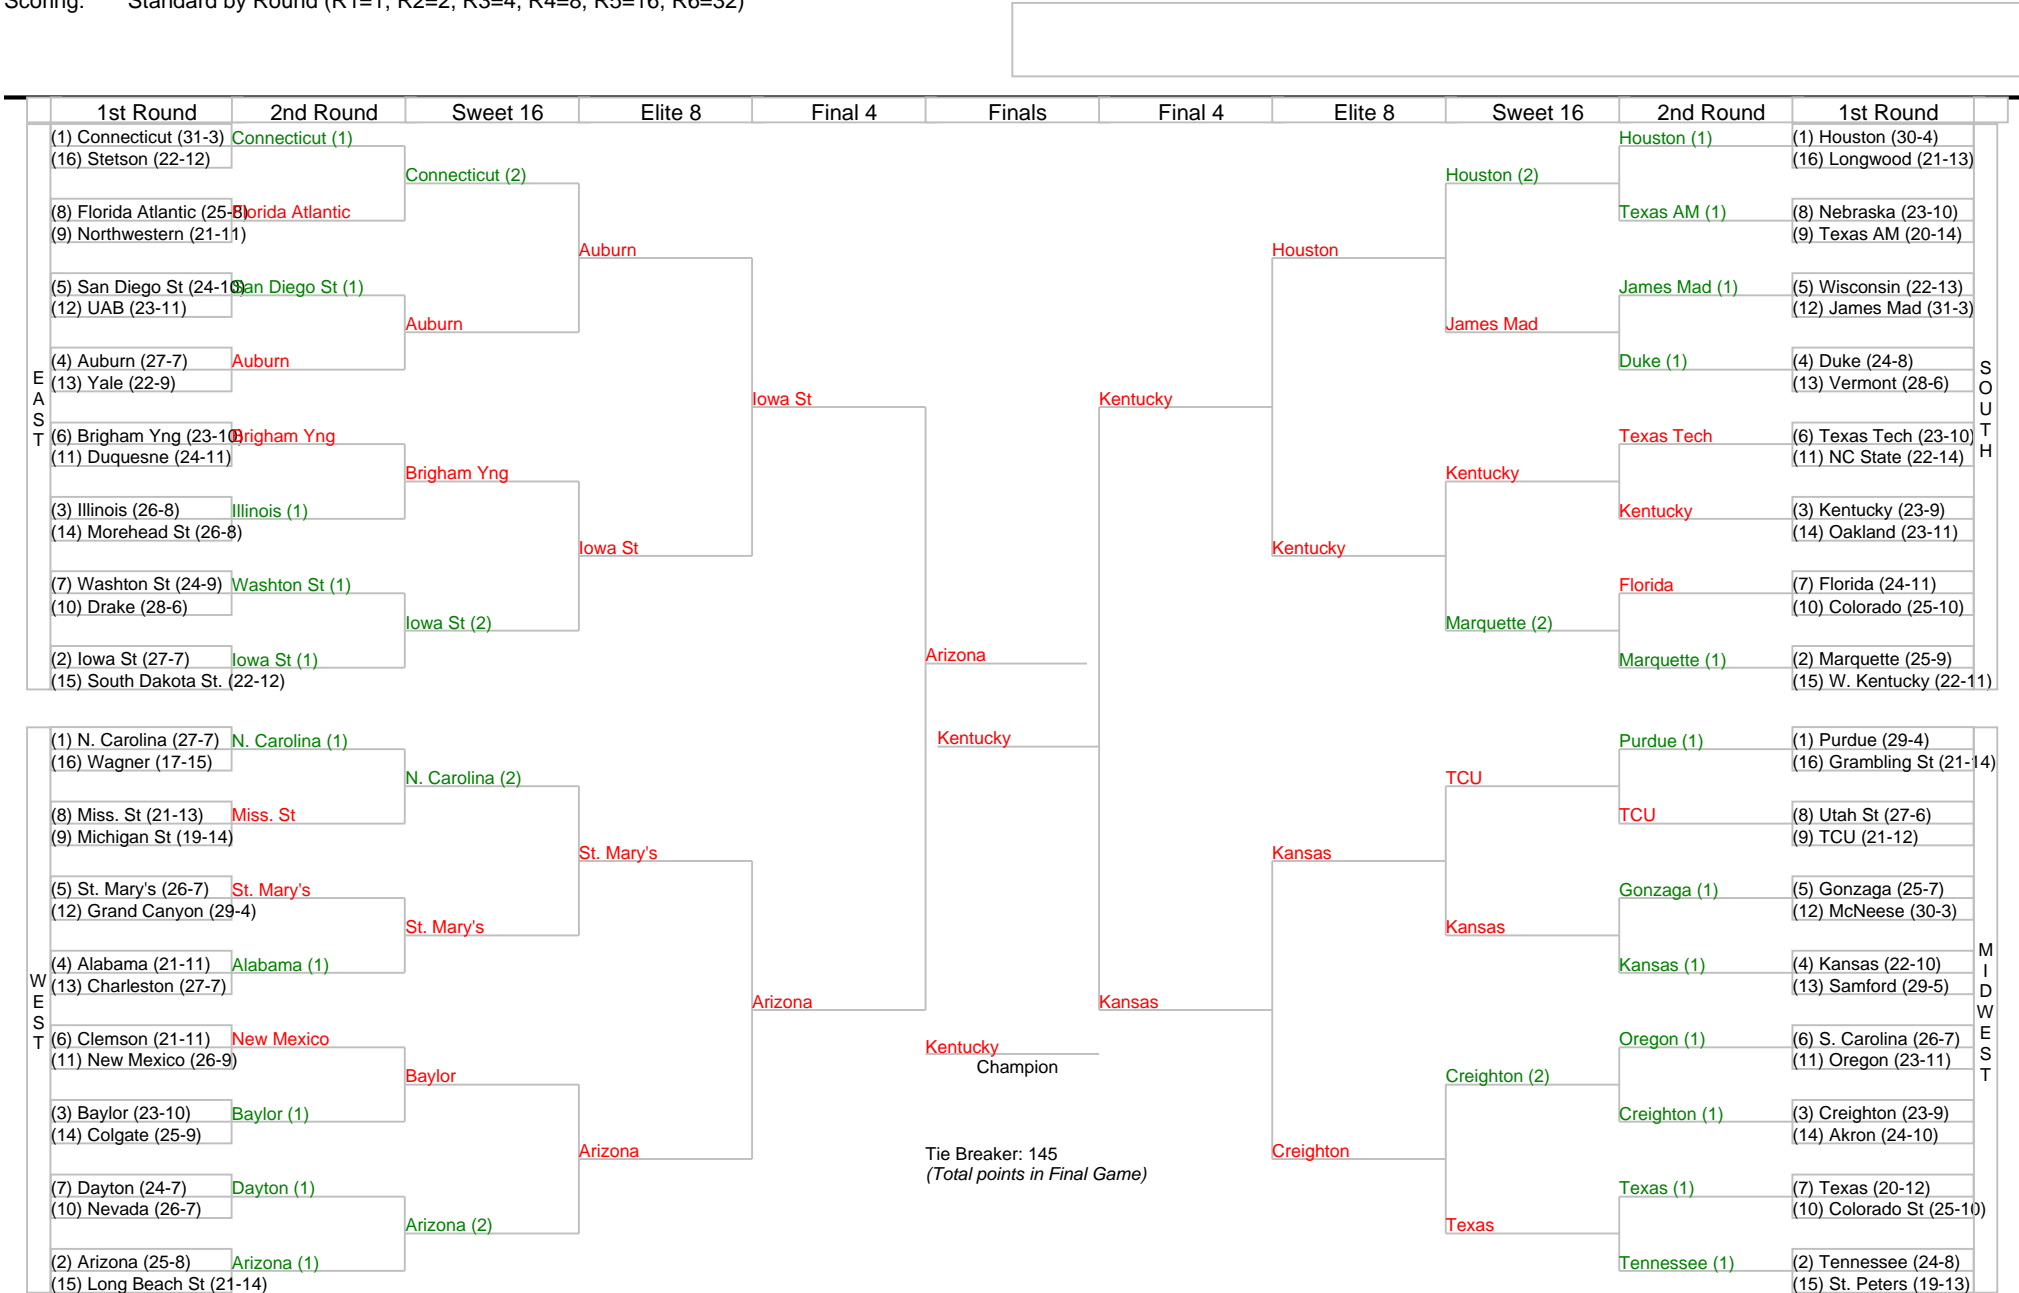 Scoring: Standard by Round (R1=1, R2=2, R3=4, R4=8, R5=16, R6=32)
1st Round 2nd Round Sweet 16 Elite 8 Final 4 Finals Final 4 Elite 8 Sweet 16 2nd Round 1st Round
EAST
(1) Connecticut (31-3)
(16) Stetson (22-12)
(8) Florida Atlantic (25-8)
(9) Northwestern (21-11)
(5) San Diego St (24-10)
(12) UAB (23-11)
(4) Auburn (27-7)
(13) Yale (22-9)
(6) Brigham Yng (23-10)
(11) Duquesne (24-11)
(3) Illinois (26-8)
(14) Morehead St (26-8)
(7) Washton St (24-9)
(10) Drake (28-6)
(2) Iowa St (27-7)
(15) South Dakota St. (22-12)
Connecticut (1)
Florida Atlantic
San Diego St (1)
Auburn
Brigham Yng
Illinois (1)
Washton St (1)
Iowa St (1)
Connecticut (2)
Auburn
Brigham Yng
Iowa St (2)
Auburn
Iowa St
Iowa St
WEST
(1) N. Carolina (27-7)
(16) Wagner (17-15)
(8) Miss. St (21-13)
(9) Michigan St (19-14)
(5) St. Mary's (26-7)
(12) Grand Canyon (29-4)
(4) Alabama (21-11)
(13) Charleston (27-7)
(6) Clemson (21-11)
(11) New Mexico (26-9)
(3) Baylor (23-10)
(14) Colgate (25-9)
(7) Dayton (24-7)
(10) Nevada (26-7)
(2) Arizona (25-8)
(15) Long Beach St (21-14)
N. Carolina (1)
Miss. St
St. Mary's
Alabama (1)
New Mexico
Baylor (1)
Dayton (1)
Arizona (1)
N. Carolina (2)
St. Mary's
Baylor
Arizona (2)
St. Mary's
Arizona
Arizona
Arizona
Kentucky
Kentucky
Champion
Tie Breaker: 145
(Total points in Final Game)
Kentucky
Houston
Kentucky
Houston (2)
James Mad
Kentucky
Marquette (2)
Houston (1)
Texas AM (1)
James Mad (1)
Duke (1)
Texas Tech
Kentucky
Florida
Marquette (1)
(1) Houston (30-4)
(16) Longwood (21-13)
(8) Nebraska (23-10)
(9) Texas AM (20-14)
(5) Wisconsin (22-13)
(12) James Mad (31-3)
(4) Duke (24-8)
(13) Vermont (28-6)
(6) Texas Tech (23-10)
(11) NC State (22-14)
(3) Kentucky (23-9)
(14) Oakland (23-11)
(7) Florida (24-11)
(10) Colorado (25-10)
(2) Marquette (25-9)
(15) W. Kentucky (22-11)
SOUTH
Kansas
Kansas
Creighton
TCU
Kansas
Creighton (2)
Texas
Purdue (1)
TCU
Gonzaga (1)
Kansas (1)
Oregon (1)
Creighton (1)
Texas (1)
Tennessee (1)
(1) Purdue (29-4)
(16) Grambling St (21-14)
(8) Utah St (27-6)
(9) TCU (21-12)
(5) Gonzaga (25-7)
(12) McNeese (30-3)
(4) Kansas (22-10)
(13) Samford (29-5)
(6) S. Carolina (26-7)
(11) Oregon (23-11)
(3) Creighton (23-9)
(14) Akron (24-10)
(7) Texas (20-12)
(10) Colorado St (25-10)
(2) Tennessee (24-8)
(15) St. Peters (19-13)
MIDWEST